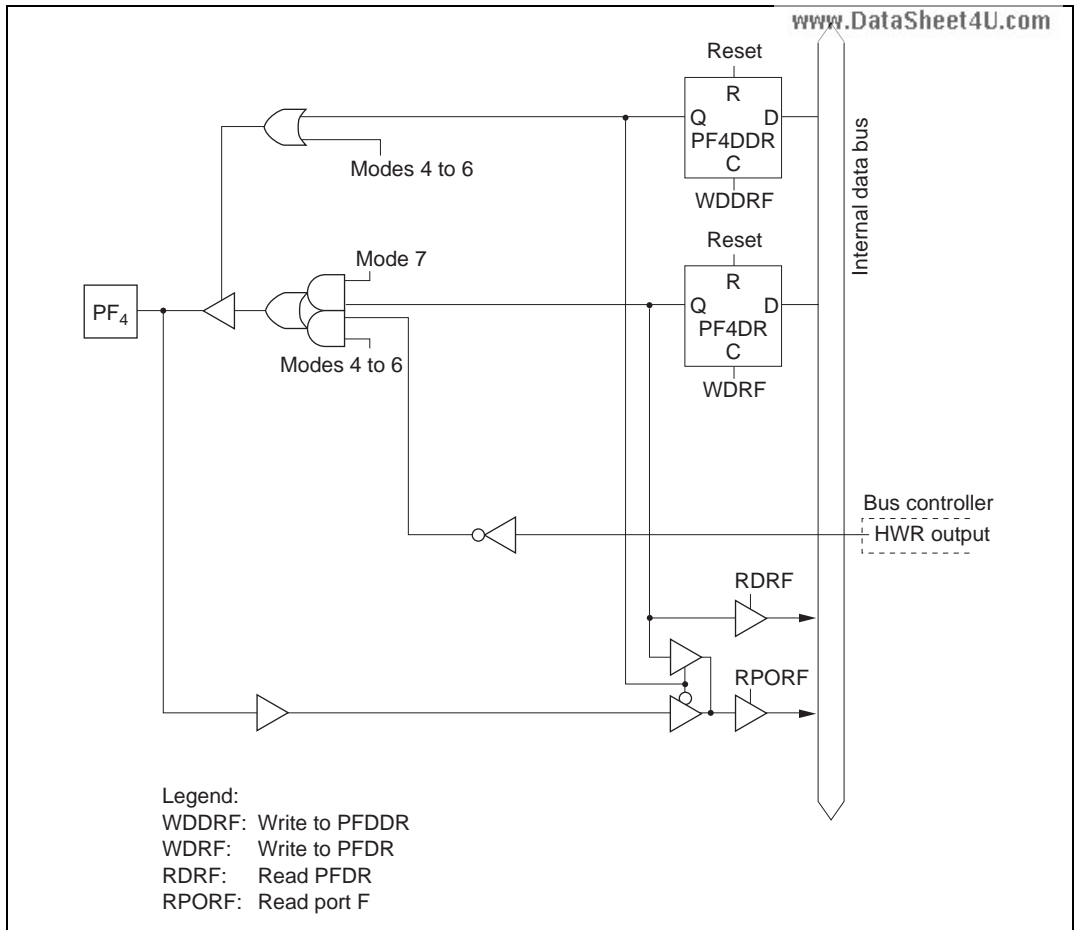 www.DataSheet4U.com
Reset
R
Q D
PF4DDR
C
WDDRF
Modes 4 to 6
Internal data bus
Reset
R
Q D
PF4DR
C
WDRF
Mode 7
PF4
Modes 4 to 6
Bus controller
HWR output
RDRF
RPORF
Legend:
WDDRF: Write to PFDDR
WDRF: Write to PFDR
RDRF: Read PFDR
RPORF: Read port F